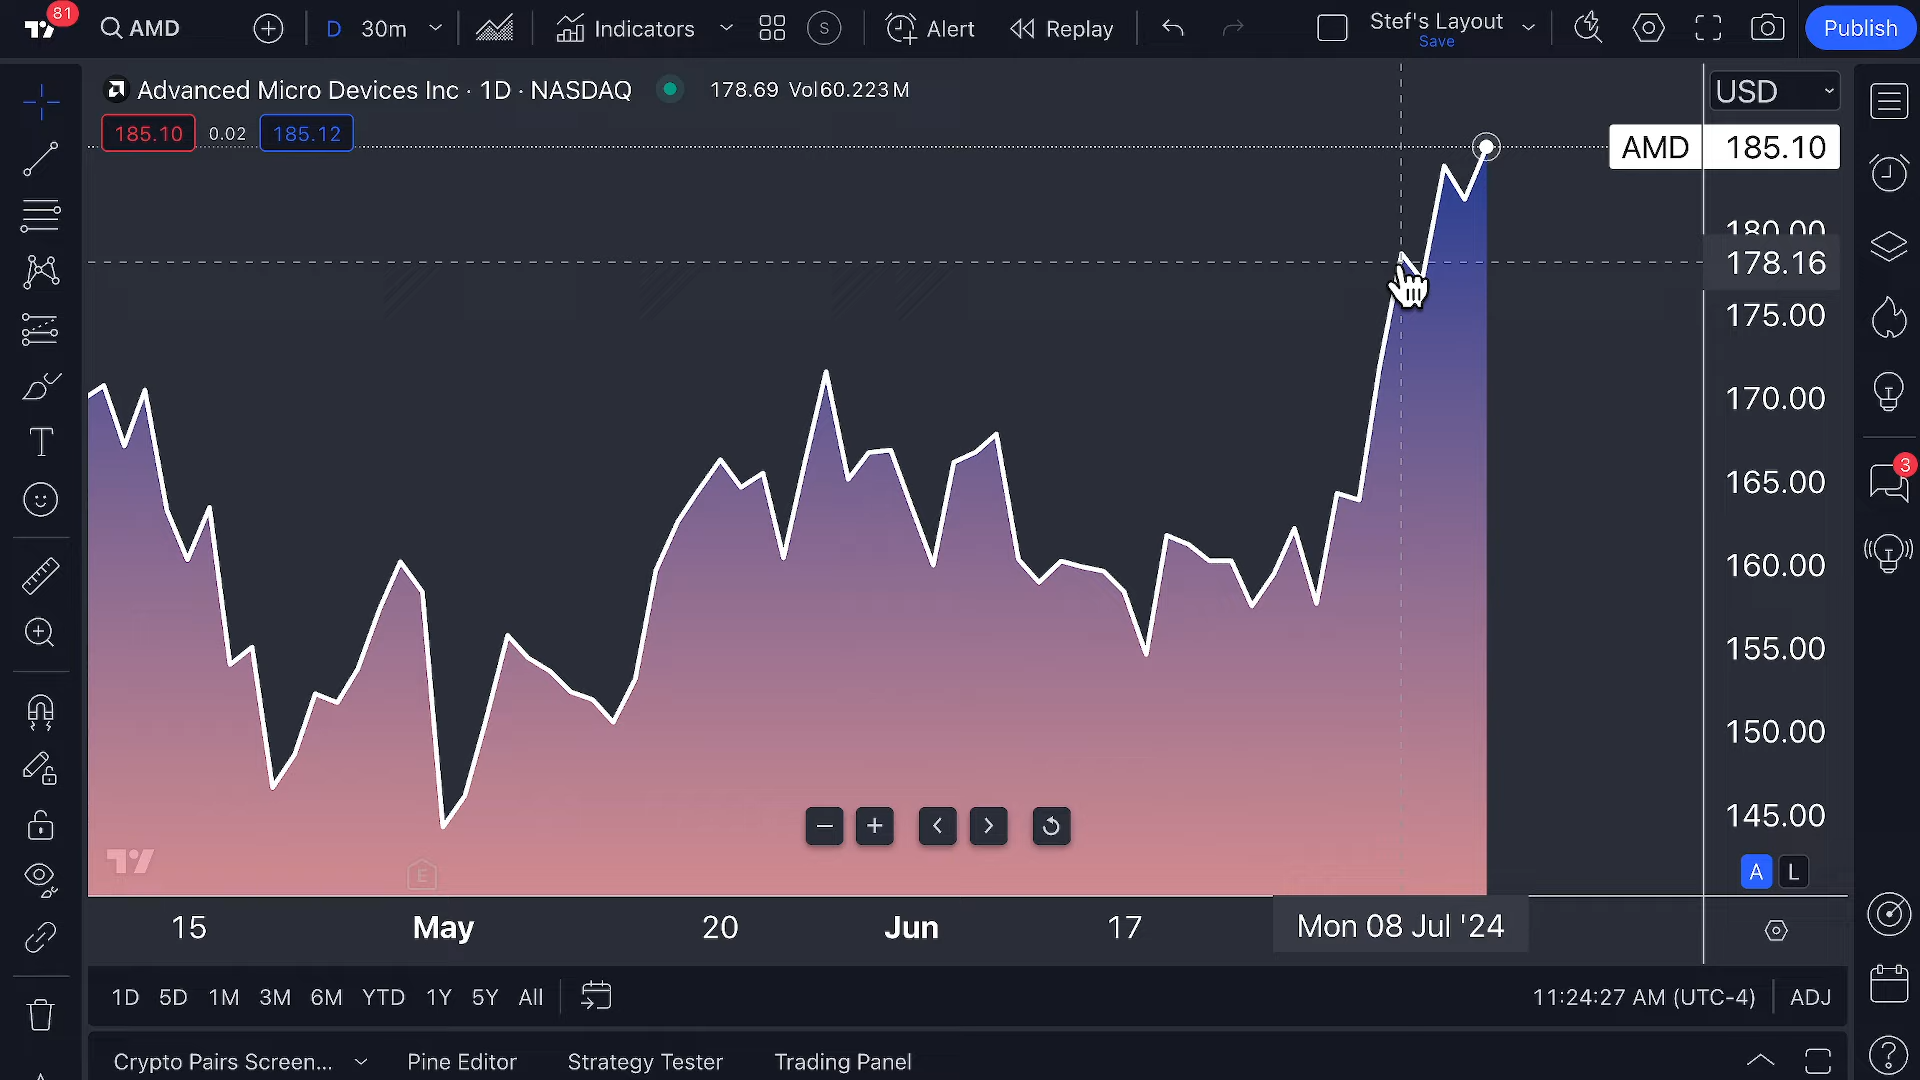 81
AMD
D 30m
Indicators
S
Alert
Replay
Stef's Layout
Save
Publish
Advanced Micro Devices Inc · 1D · NASDAQ
178.69 Vol60.223M
USD
185.10 0.02 185.12
AMD 185.10
180.00
178.16
175.00
170.00
165.00
3
160.00
155.00
150.00
145.00
A L
E
15 May 20 Jun 17 Mon 08 Jul '24
1D 5D 1M 3M 6M YTD 1Y 5Y All
11:24:27 AM (UTC-4) ADJ
Crypto Pairs Screen... Pine Editor Strategy Tester Trading Panel